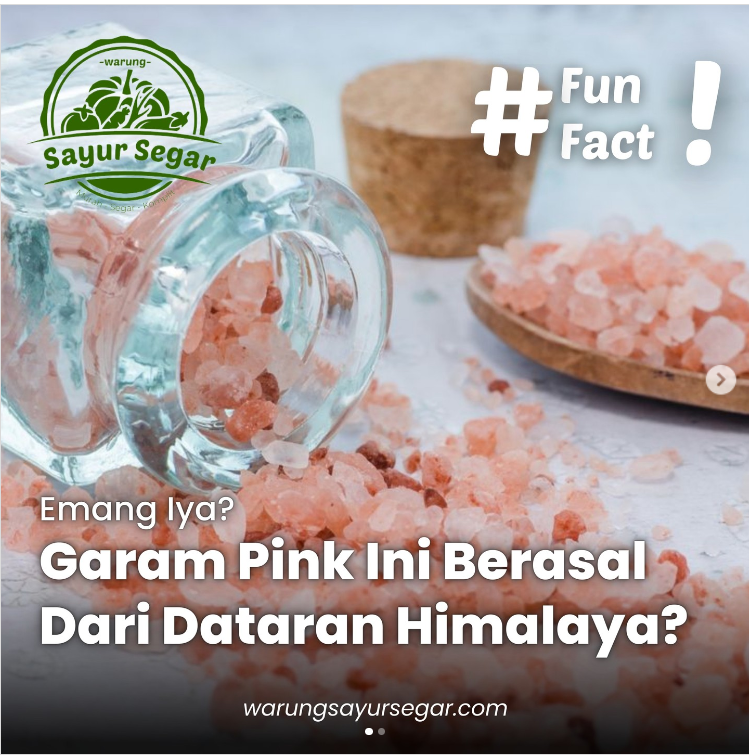 -warung-
Sayur Segar
# Fun
Fact !
Emang Iya?
Garam Pink Ini Berasal
Dari Dataran Himalaya?
warungsayursegar.com